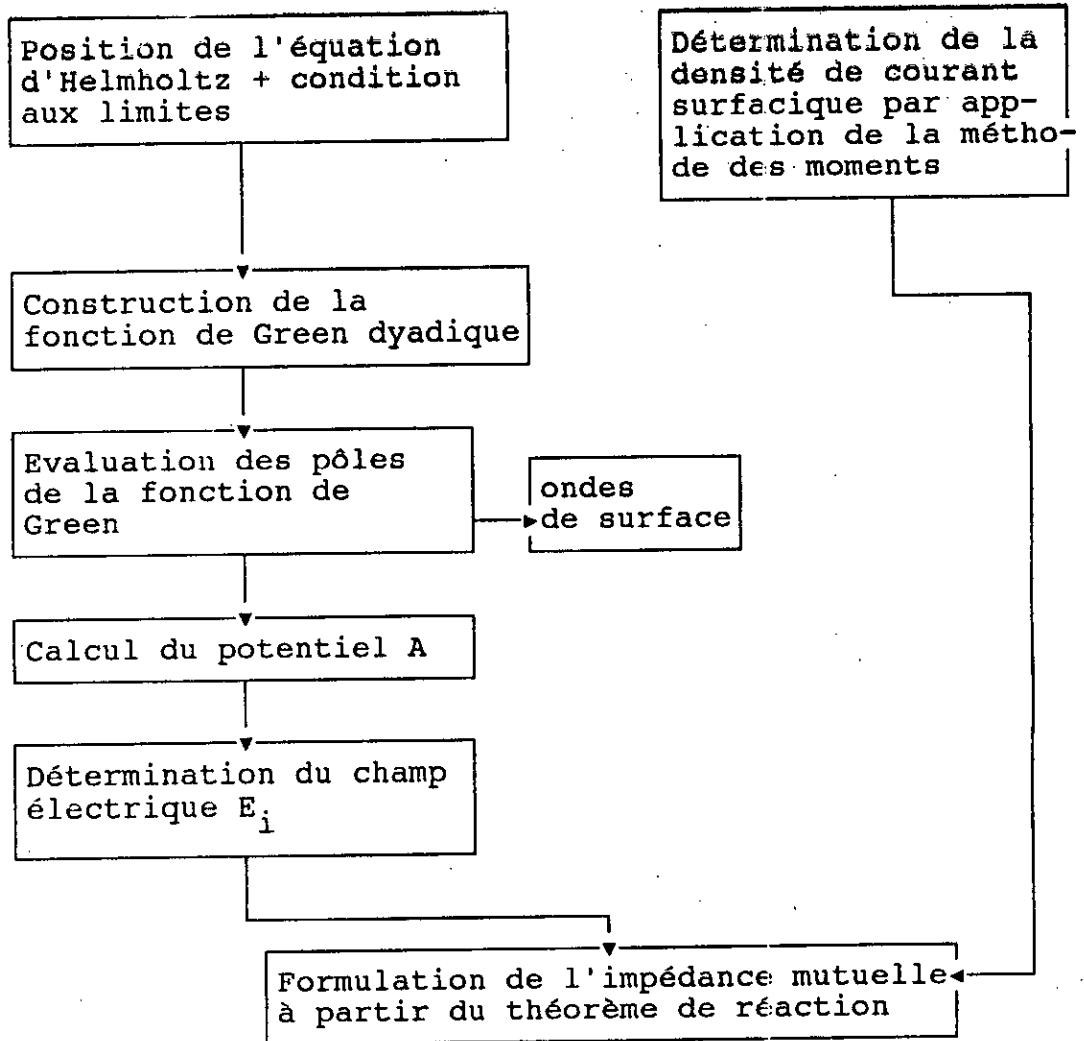 Position de l'équation
d'Helmholtz + condition
aux limites
Détermination de la
densité de courant
surfacique par app-
lication de la métho-
de des moments
Construction de la
fonction de Green dyadique
Evaluation des pôles
de la fonction de
Green
ondes
de surface
Calcul du potentiel A
Détermination du champ
électrique E_i
Formulation de l'impédance mutuelle
à partir du théorème de réaction